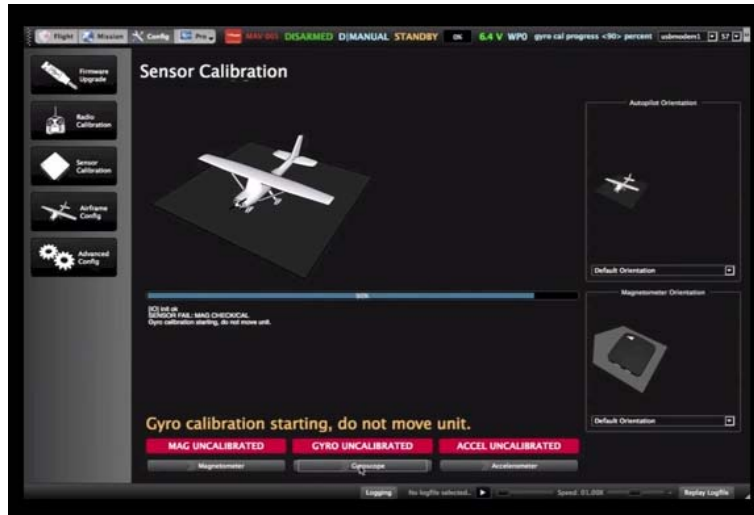 Flight Mission Config Pro
MAV 001 DISARMED D|MANUAL STANDBY 6.4 V WP0 gyro cal progress <90> percent usbmodem1 57
Firmware
Upgrade
Radio
Calibration
Sensor
Calibration
Airframe
Config
Advanced
Config
Sensor Calibration
90%
[IO] init ok
SENSOR FAIL: MAG CHECK/CAL
Gyro calibration starting, do not move unit.
Gyro calibration starting, do not move unit.
MAG UNCALIBRATED GYRO UNCALIBRATED ACCEL UNCALIBRATED
Magnetometer Gyroscope Accelerometer
Autopilot Orientation
Default Orientation
Magnetometer Orientation
Default Orientation
Logging No logfile selected.. Speed: 01.00X Replay Logfile